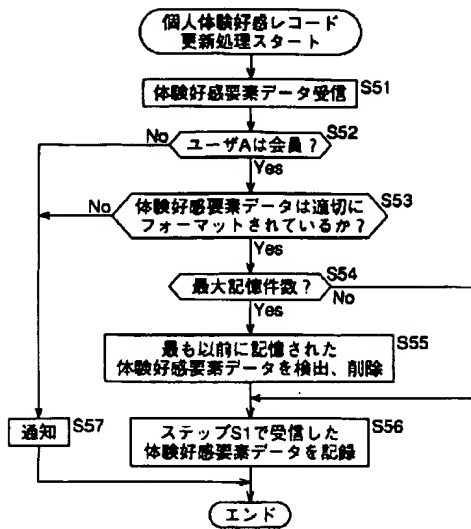 個人体験好感レコード
更新処理スタート
体験好感要素データ受信
S51
ユーザAは会員？
S52
No
Yes
体験好感要素データは適切に
フォーマットされているか？
S53
No
Yes
最大記憶件数？
S54
No
Yes
最も以前に記憶された
体験好感要素データを検出、削除
S55
通知
S57
ステップS1で受信した
体験好感要素データを記録
S56
エンド